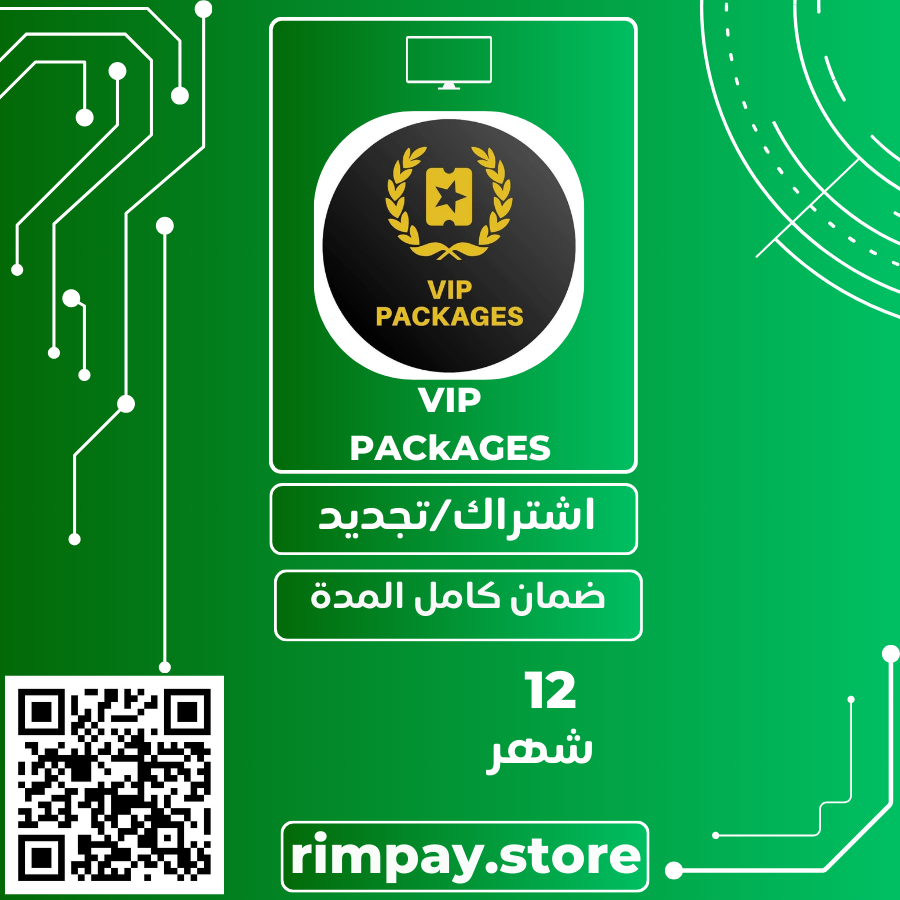 VIP
PACKAGES
VIP
PACkAGES
اشتراك/تجديد
ضمان كامل المدة
12
شهر
rimpay.store